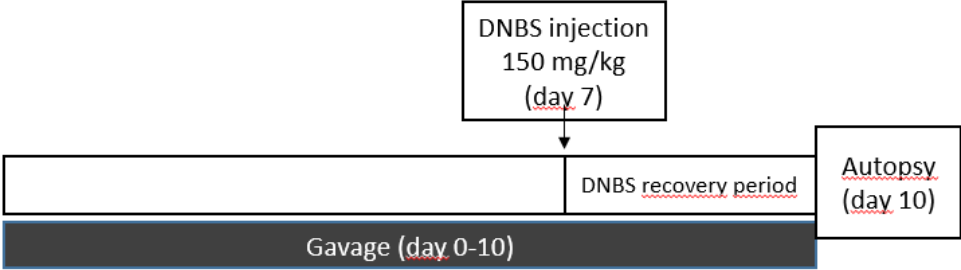 DNBS injection
150 mg/kg
(day 7)
DNBS recovery period
Autopsy
(day 10)
Gavage (day 0-10)